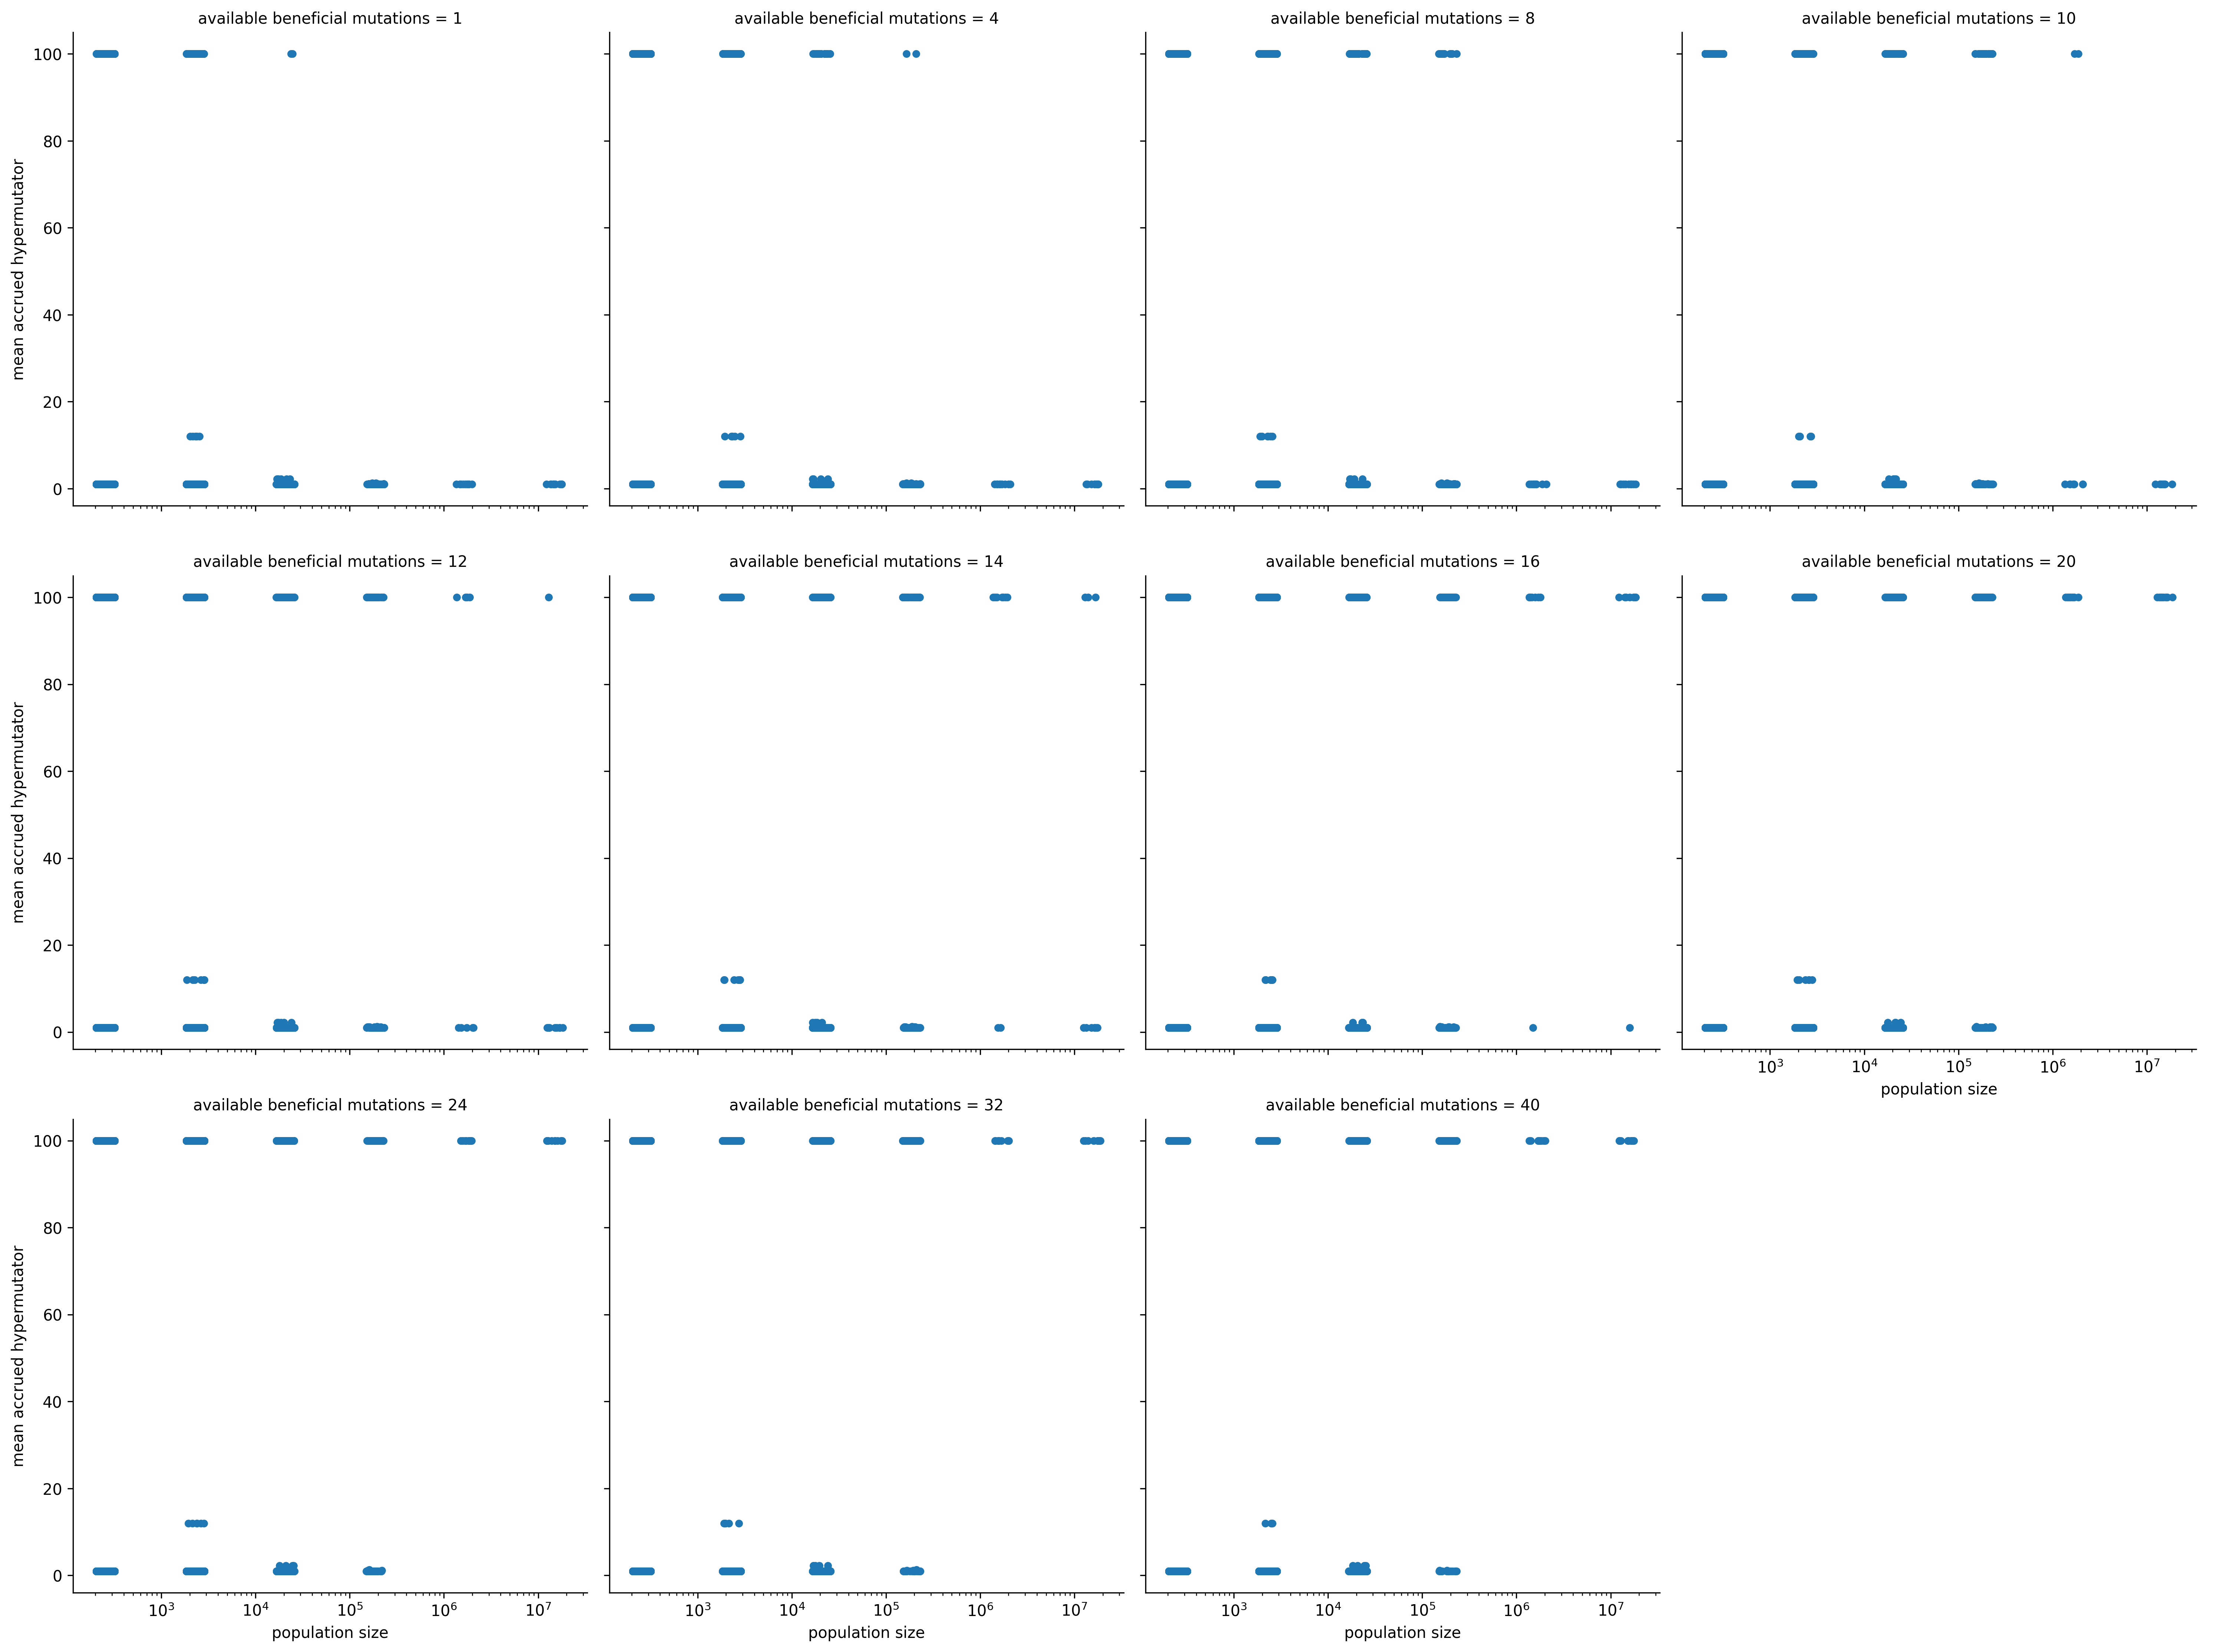 available beneficial mutations = 1
available beneficial mutations = 4
available beneficial mutations = 8
available beneficial mutations = 10
100
80
60
40
20
0
mean accrued hypermutator
available beneficial mutations = 12
available beneficial mutations = 14
available beneficial mutations = 16
available beneficial mutations = 20
100
80
60
40
20
0
mean accrued hypermutator
10³ 10⁴ 10⁵ 10⁶ 10⁷
population size
available beneficial mutations = 24
available beneficial mutations = 32
available beneficial mutations = 40
100
80
60
40
20
0
mean accrued hypermutator
10³ 10⁴ 10⁵ 10⁶ 10⁷
population size
10³ 10⁴ 10⁵ 10⁶ 10⁷
population size
10³ 10⁴ 10⁵ 10⁶ 10⁷
population size